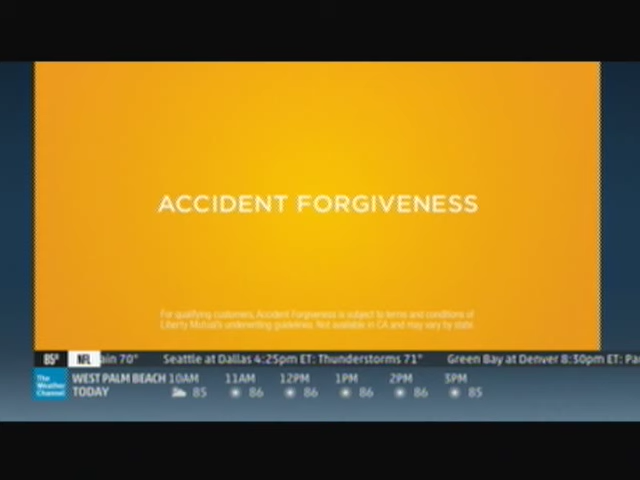 ACCIDENT FORGIVENESS
For qualifying customers, Accident Forgiveness is subject to terms and conditions of
Liberty Mutual's underwriting guidelines. Not available in CA and may vary by state.
85° NFL ain 70° Seattle at Dallas 4:25pm ET: Thunderstorms 71° Green Bay at Denver 8:30pm ET: Pa
The Weather Channel
WEST PALM BEACH 10AM 11AM 12PM 1PM 2PM 3PM
TODAY 85 86 86 86 86 85